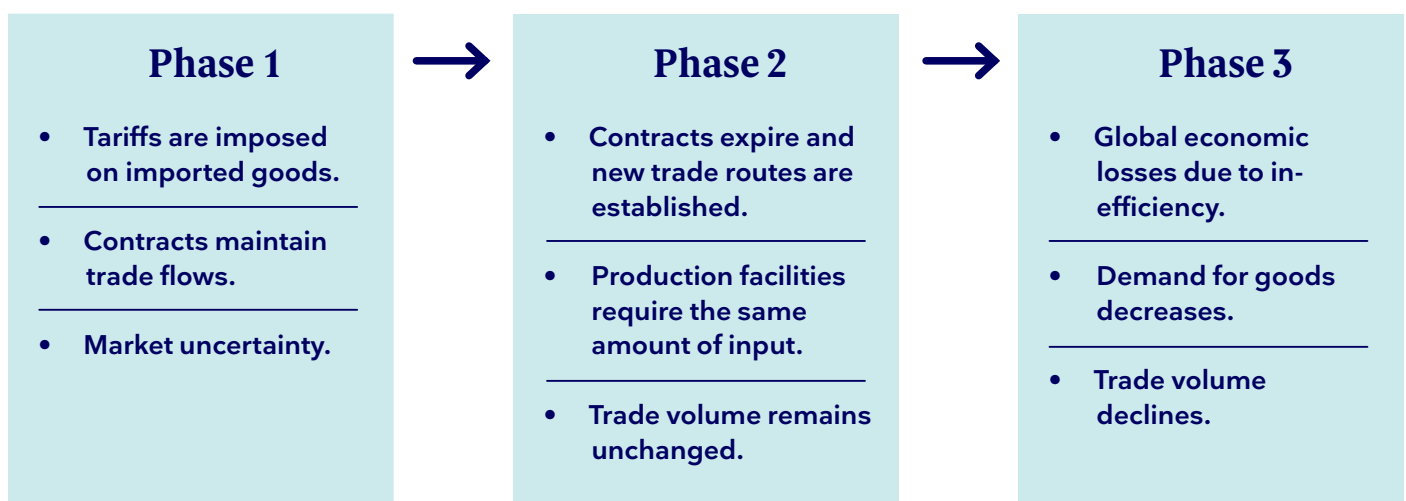 Phase 1
• Tariffs are imposed
on imported goods.
• Contracts maintain
trade flows.
• Market uncertainty.
Phase 2
• Contracts expire and
new trade routes are
established.
• Production facilities
require the same
amount of input.
• Trade volume remains
unchanged.
Phase 3
• Global economic
losses due to in-
efficiency.
• Demand for goods
decreases.
• Trade volume
declines.